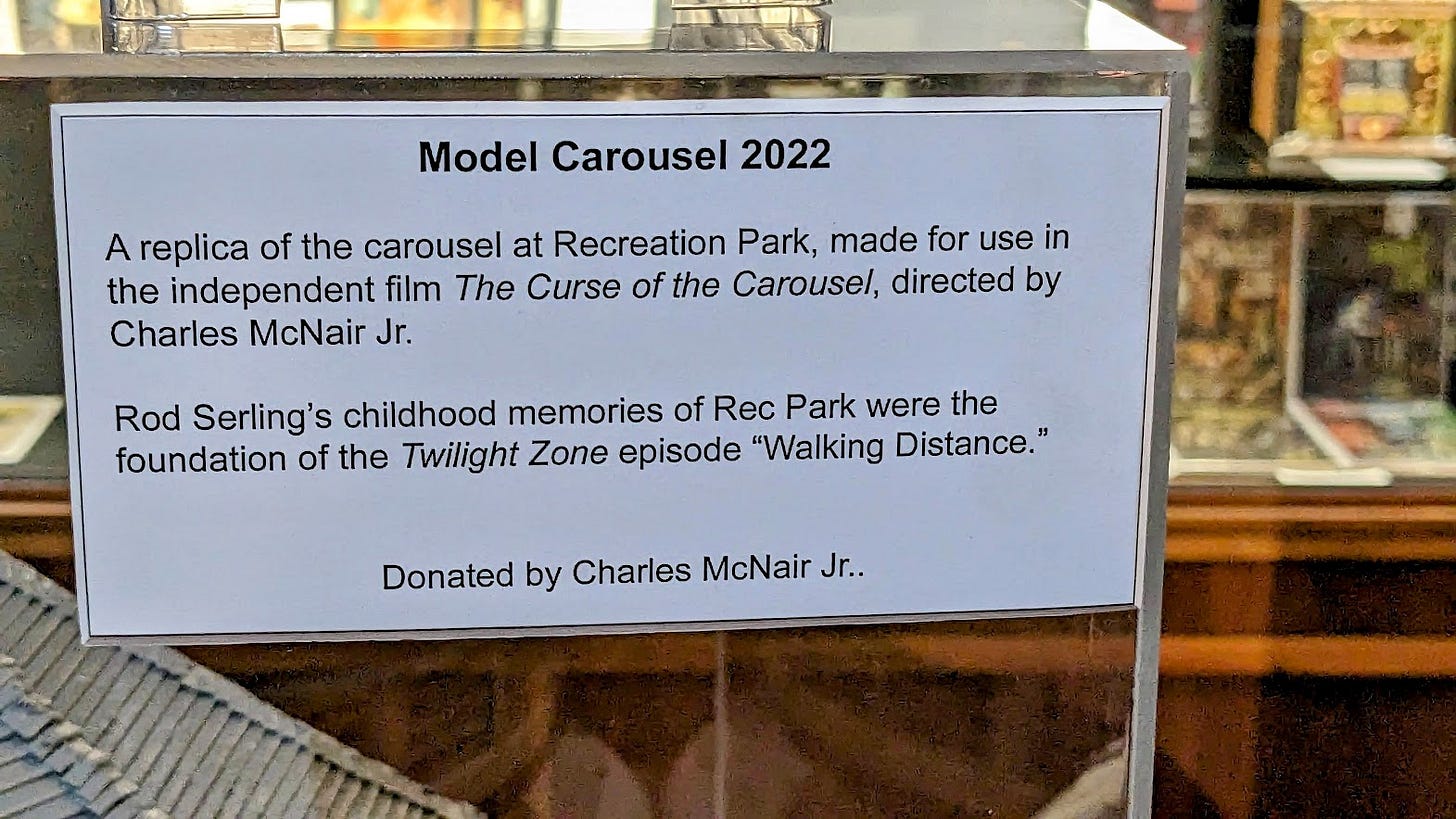 Model Carousel 2022
A replica of the carousel at Recreation Park, made for use in
the independent film The Curse of the Carousel, directed by
Charles McNair Jr.
Rod Serling’s childhood memories of Rec Park were the
foundation of the Twilight Zone episode “Walking Distance.”
Donated by Charles McNair Jr..